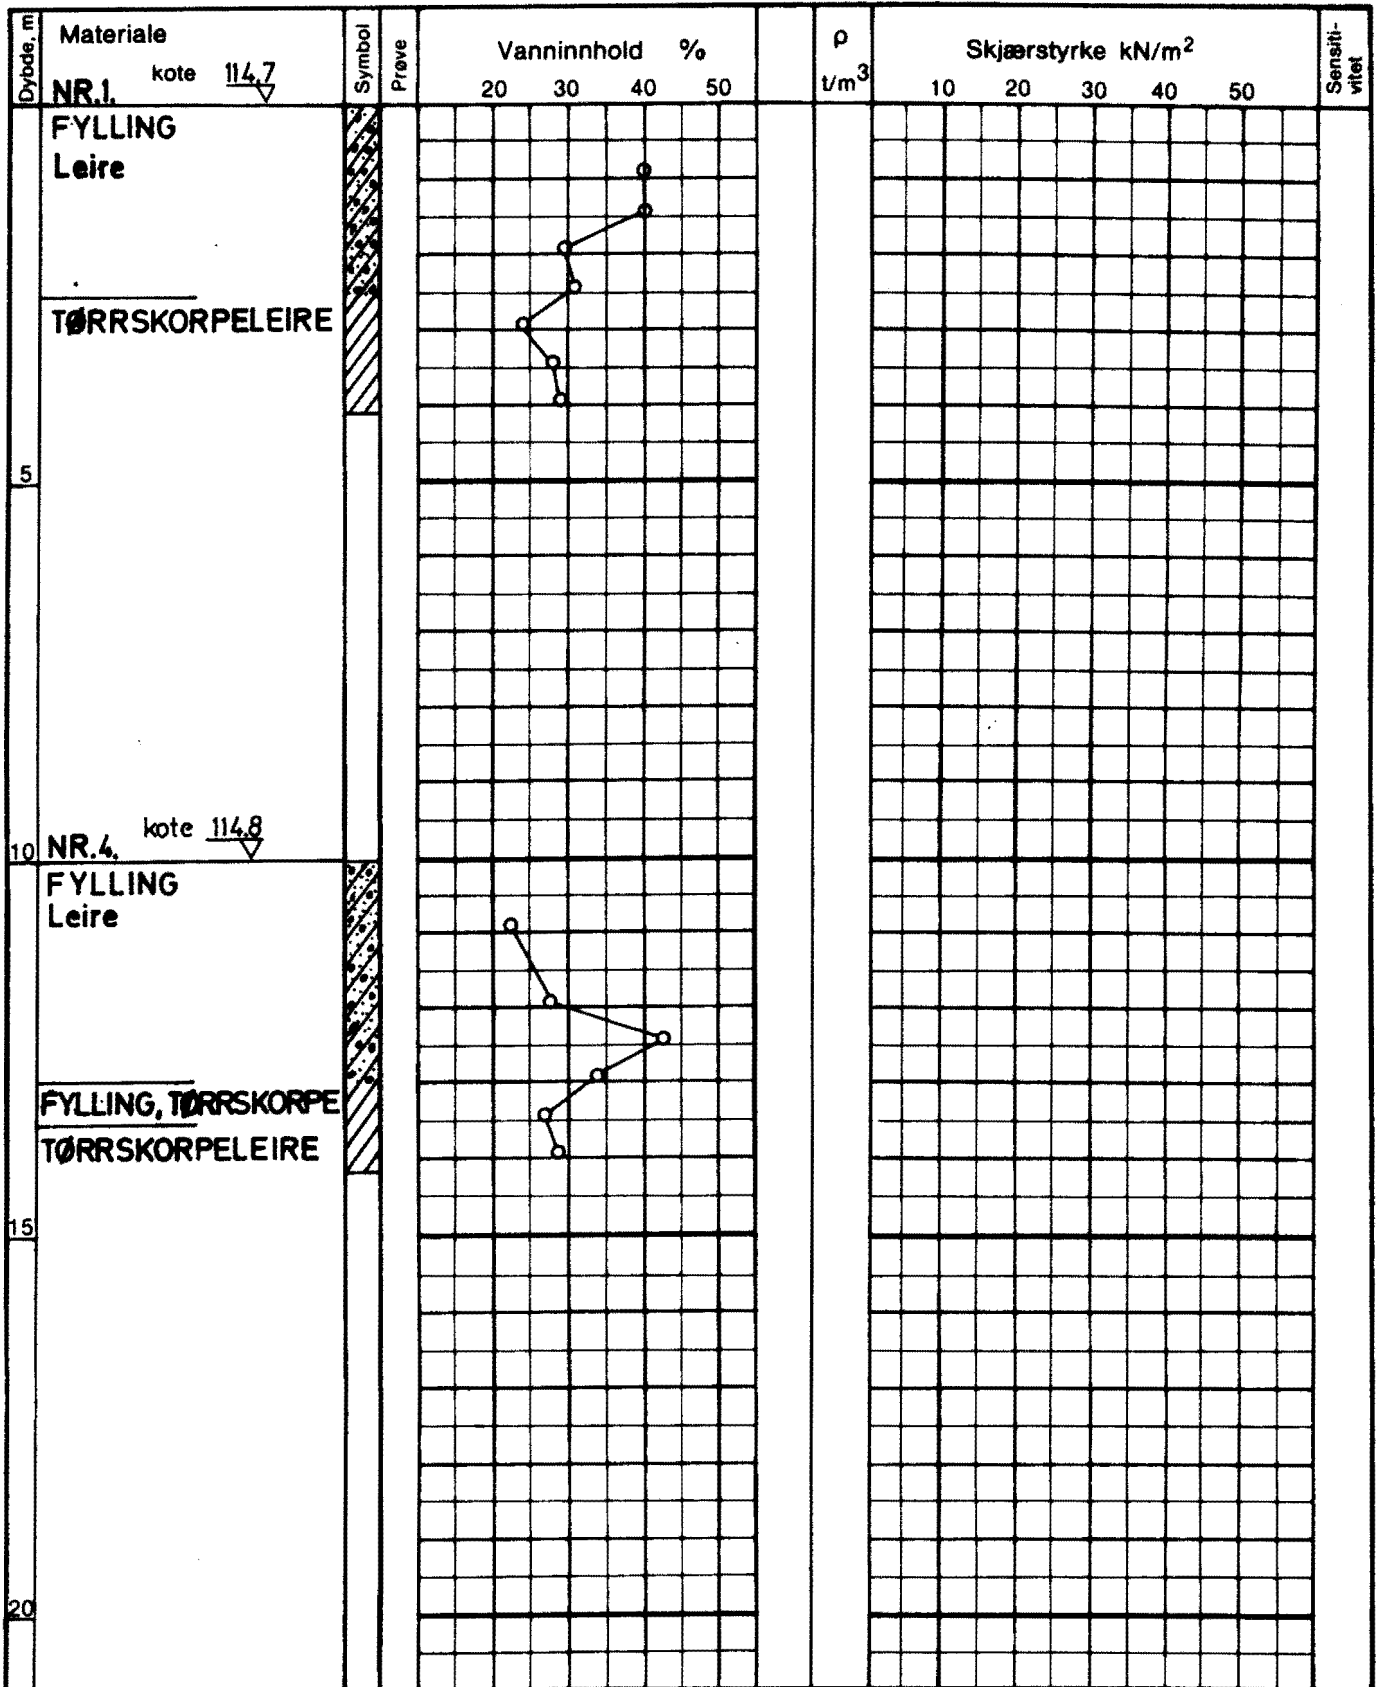 Dybde, m
Materiale
NR.1. kote 114.7
Symbol
Prøve
Vanninnhold %
20 30 40 50
ρ
t/m³
Skjærstyrke kN/m²
10 20 30 40 50
Sensiti-
vitet
FYLLING
Leire
TØRRSKORPELEIRE
5
NR.4. kote 114.8
10
FYLLING
Leire
FYLLING, TØRRSKORPE
TØRRSKORPELEIRE
15
20